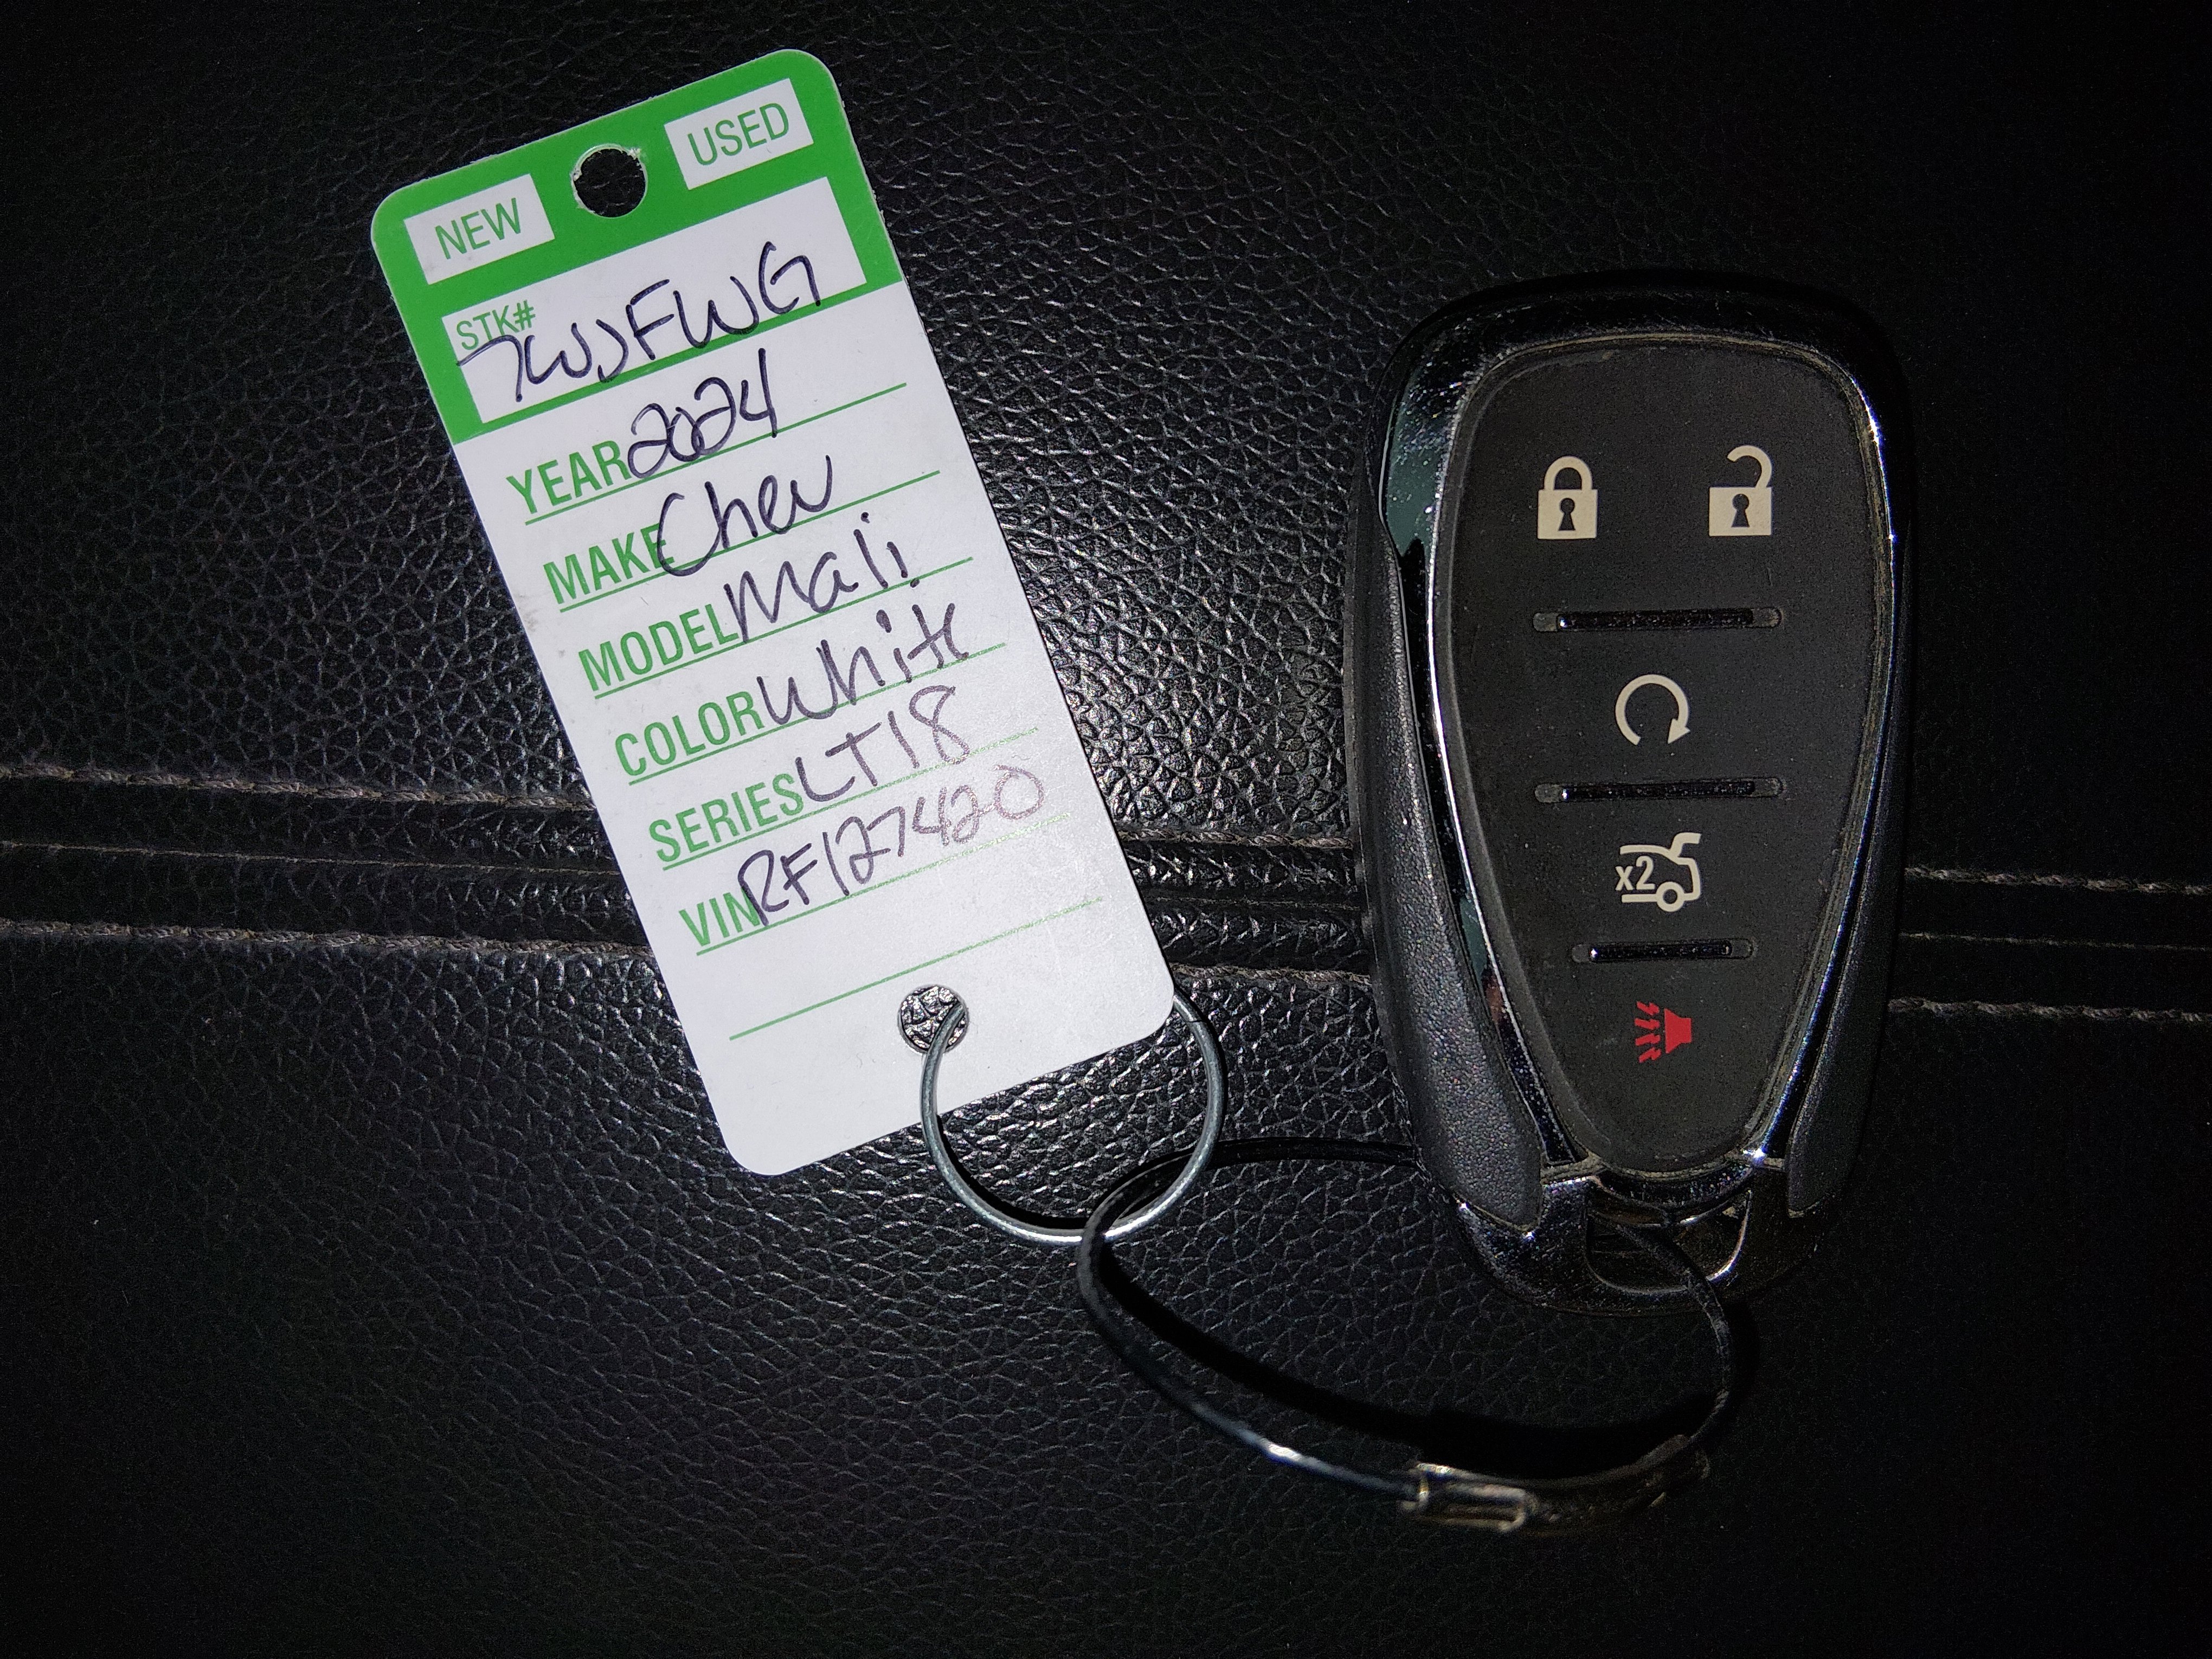 NEW USED
STK# 7WJFWG
YEAR 2024
MAKE Chev
MODEL Mali
COLOR White
SERIES LT18
VIN RF127420
x2